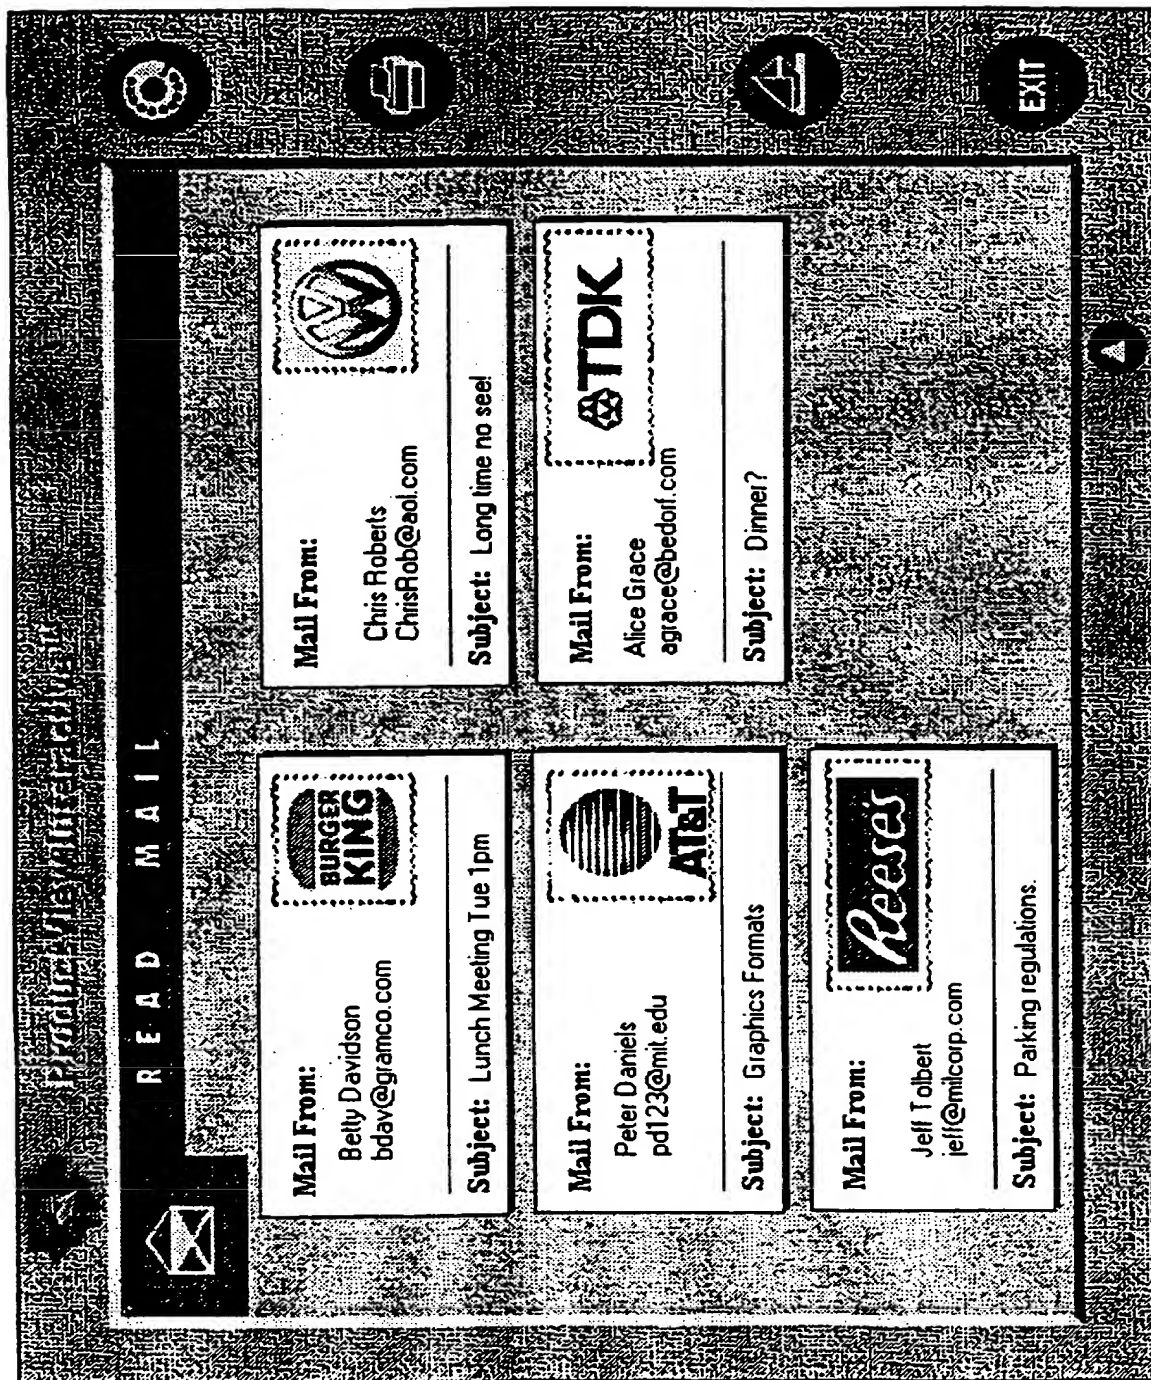 ProductView Interactive
READ MAIL
Mail From:
BURGER
KING
Betty Davidson
bdav@gramco.com
Subject: Lunch Meeting Tue 1pm
Mail From:
Chris Roberts
ChrisRob@aol.com
Subject: Long time no see!
Mail From:
AT&T
Peter Daniels
pd123@mit.edu
Subject: Graphics Formats
Mail From:
TDK
Alice Grace
agrace@bedorf.com
Subject: Dinner?
Mail From:
Reese's
Jeff Tolbert
jeff@milcorp.com
Subject: Parking regulations.
EXIT